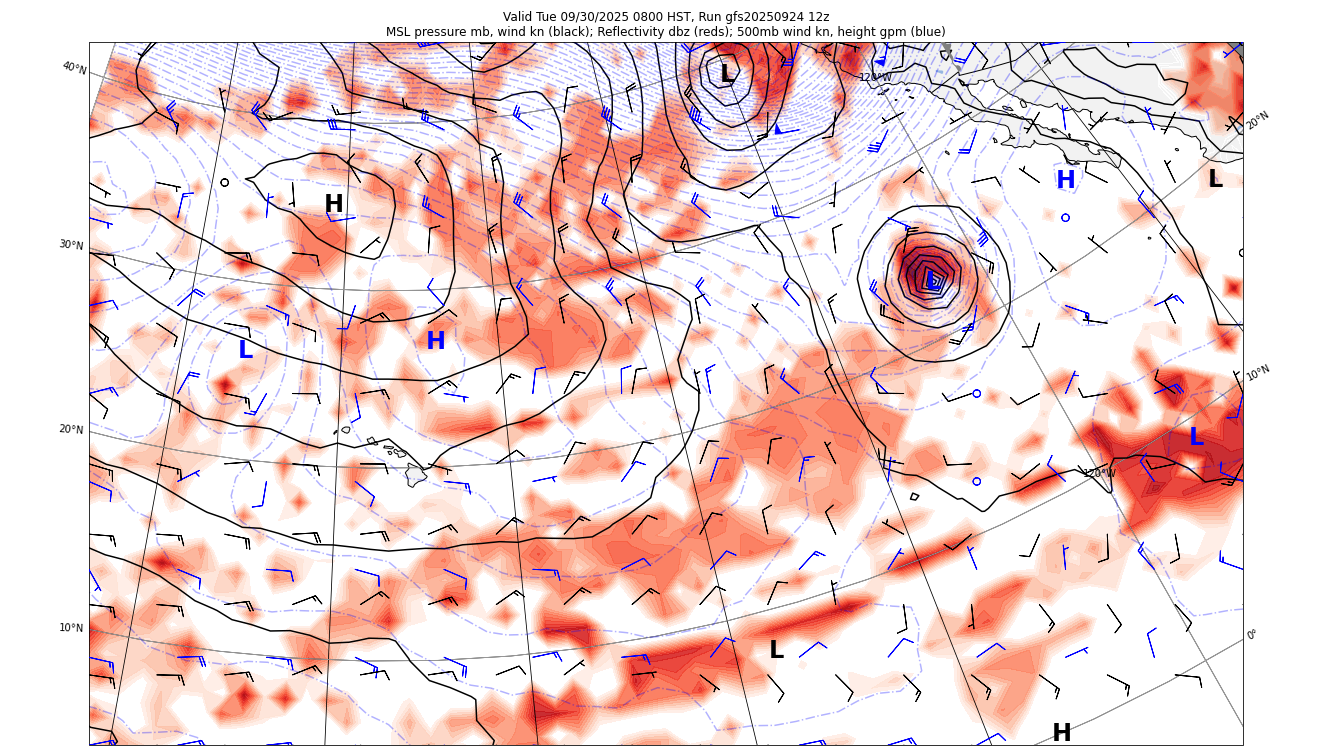 Valid Tue 09/30/2025 0800 HST, Run gfs20250924 12z
MSL pressure mb, wind kn (black); Reflectivity dbz (reds); 500mb wind kn, height gpm (blue)
40°N
L
120°W
20°N
H
L
H
30°N
L
H
L
10°N
20°N
L
120°W
10°N
0°
L
H